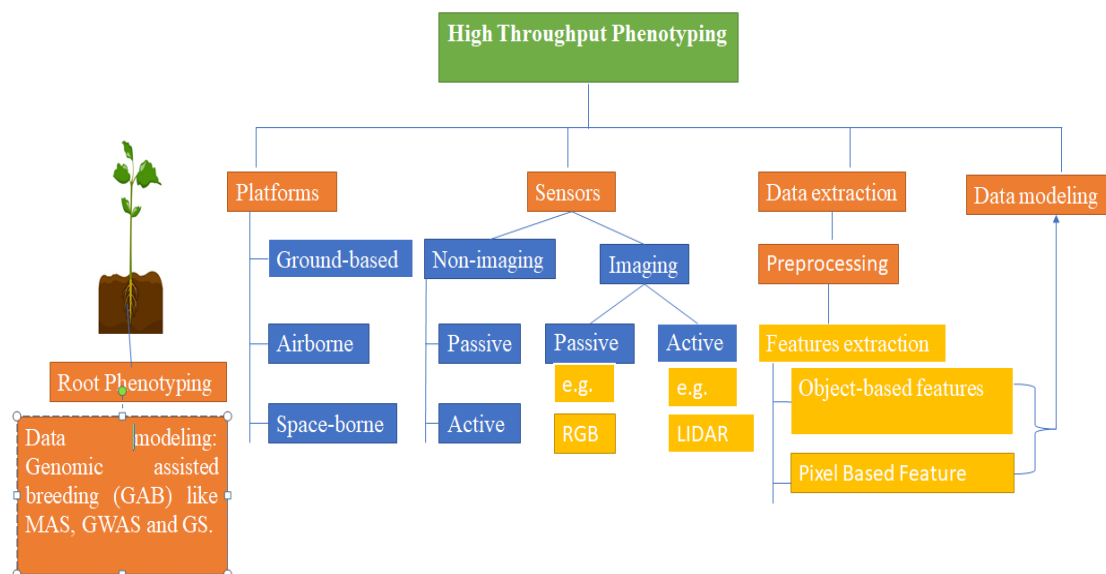 High Throughput Phenotyping
Platforms
Sensors
Data extraction
Data modeling
Ground-based
Non-imaging
Imaging
Preprocessing
Airborne
Passive
Passive
Active
Features extraction
Root Phenotyping
e.g.
e.g.
Object-based features
Space-borne
Active
RGB
LIDAR
Pixel Based Feature
Data modeling:
Genomic assisted
breeding (GAB) like
MAS, GWAS and GS.